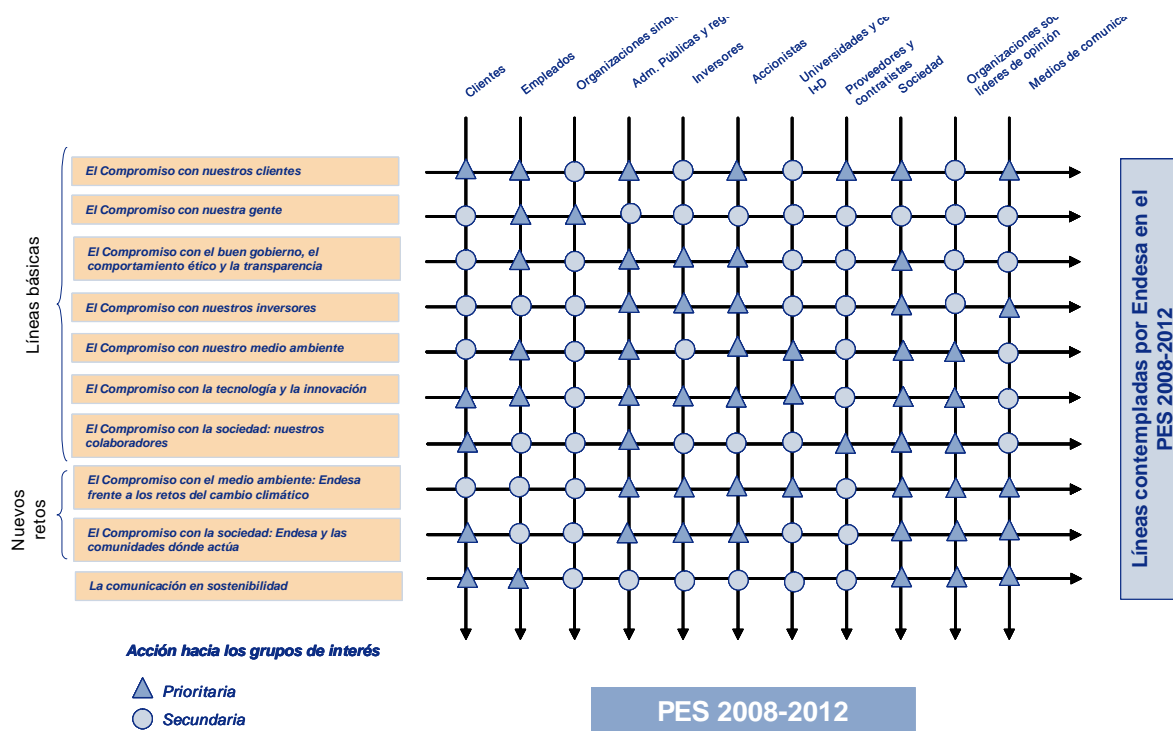 Clientes
Empleados
Organizaciones
Adm. Públicas y
Inversores
Accionistas
Universidades y
I+D
Proveedores y
contratistas
Sociedad
Organizaciones
líderes de opinión
Medios de
El Compromiso con nuestros clientes
El Compromiso con nuestra gente
El Compromiso con el buen gobierno, el
comportamiento ético y la transparencia
El Compromiso con nuestros inversores
El Compromiso con nuestro medio ambiente
El Compromiso con la tecnología y la innovación
El Compromiso con la sociedad: nuestros
colaboradores
El Compromiso con el medio ambiente: Endesa
frente a los retos del cambio climático
El Compromiso con la sociedad: Endesa y las
comunidades dónde actúa
La comunicación en sostenibilidad
Líneas básicas
Nuevos
retos
Líneas contempladas por Endesa en el
PES 2008-2012
Acción hacia los grupos de interés
Prioritaria
Secundaria
PES 2008-2012